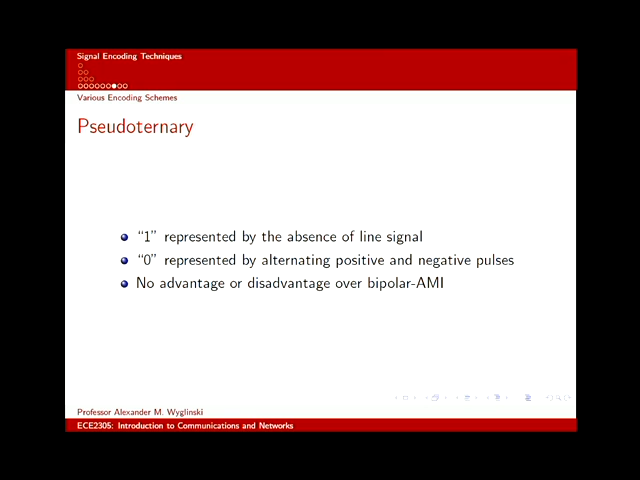 Signal Encoding Techniques
Various Encoding Schemes
Pseudoternary
“1” represented by the absence of line signal
“0” represented by alternating positive and negative pulses
No advantage or disadvantage over bipolar-AMI
Professor Alexander M. Wyglinski
ECE2305: Introduction to Communications and Networks